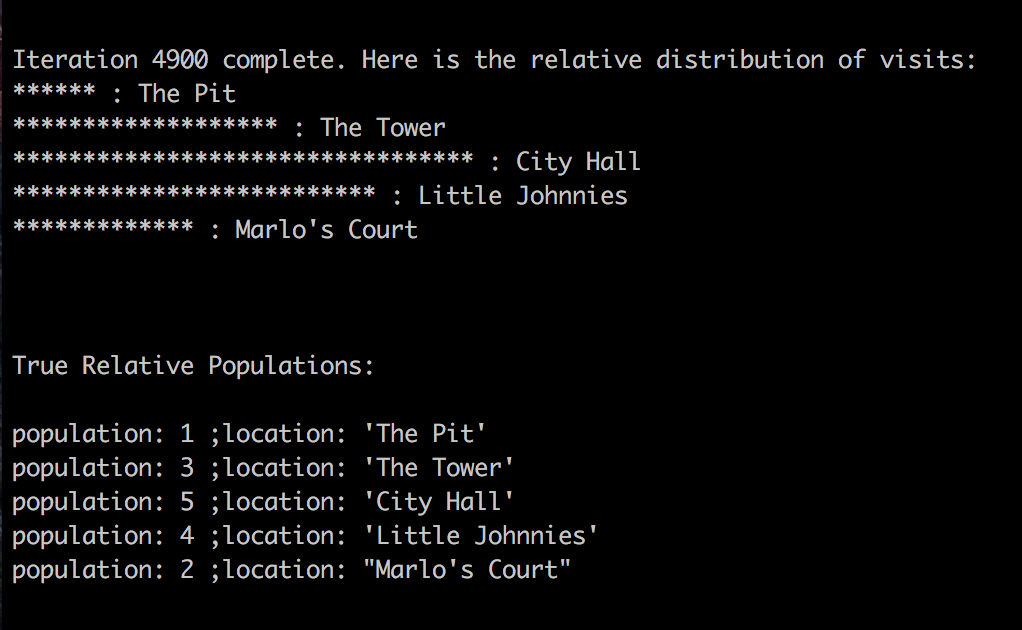 Iteration 4900 complete. Here is the relative distribution of visits:
****** : The Pit
******************* : The Tower
********************************* : City Hall
************************** : Little Johnnies
************* : Marlo's Court
True Relative Populations:
population: 1 ;location: 'The Pit'
population: 3 ;location: 'The Tower'
population: 5 ;location: 'City Hall'
population: 4 ;location: 'Little Johnnies'
population: 2 ;location: "Marlo's Court"